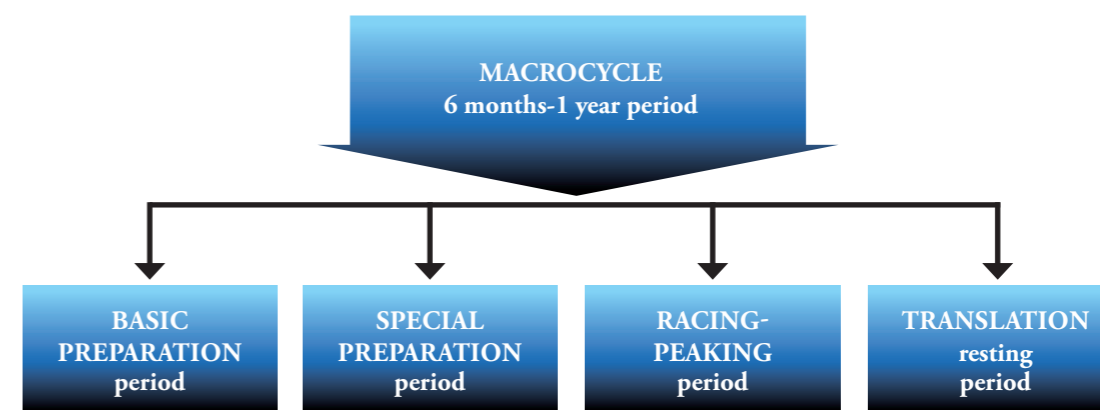 MACROCYCLE
6 months-1 year period
BASIC
PREPARATION
period
SPECIAL
PREPARATION
period
RACING-
PEAKING
period
TRANSLATION
resting
period